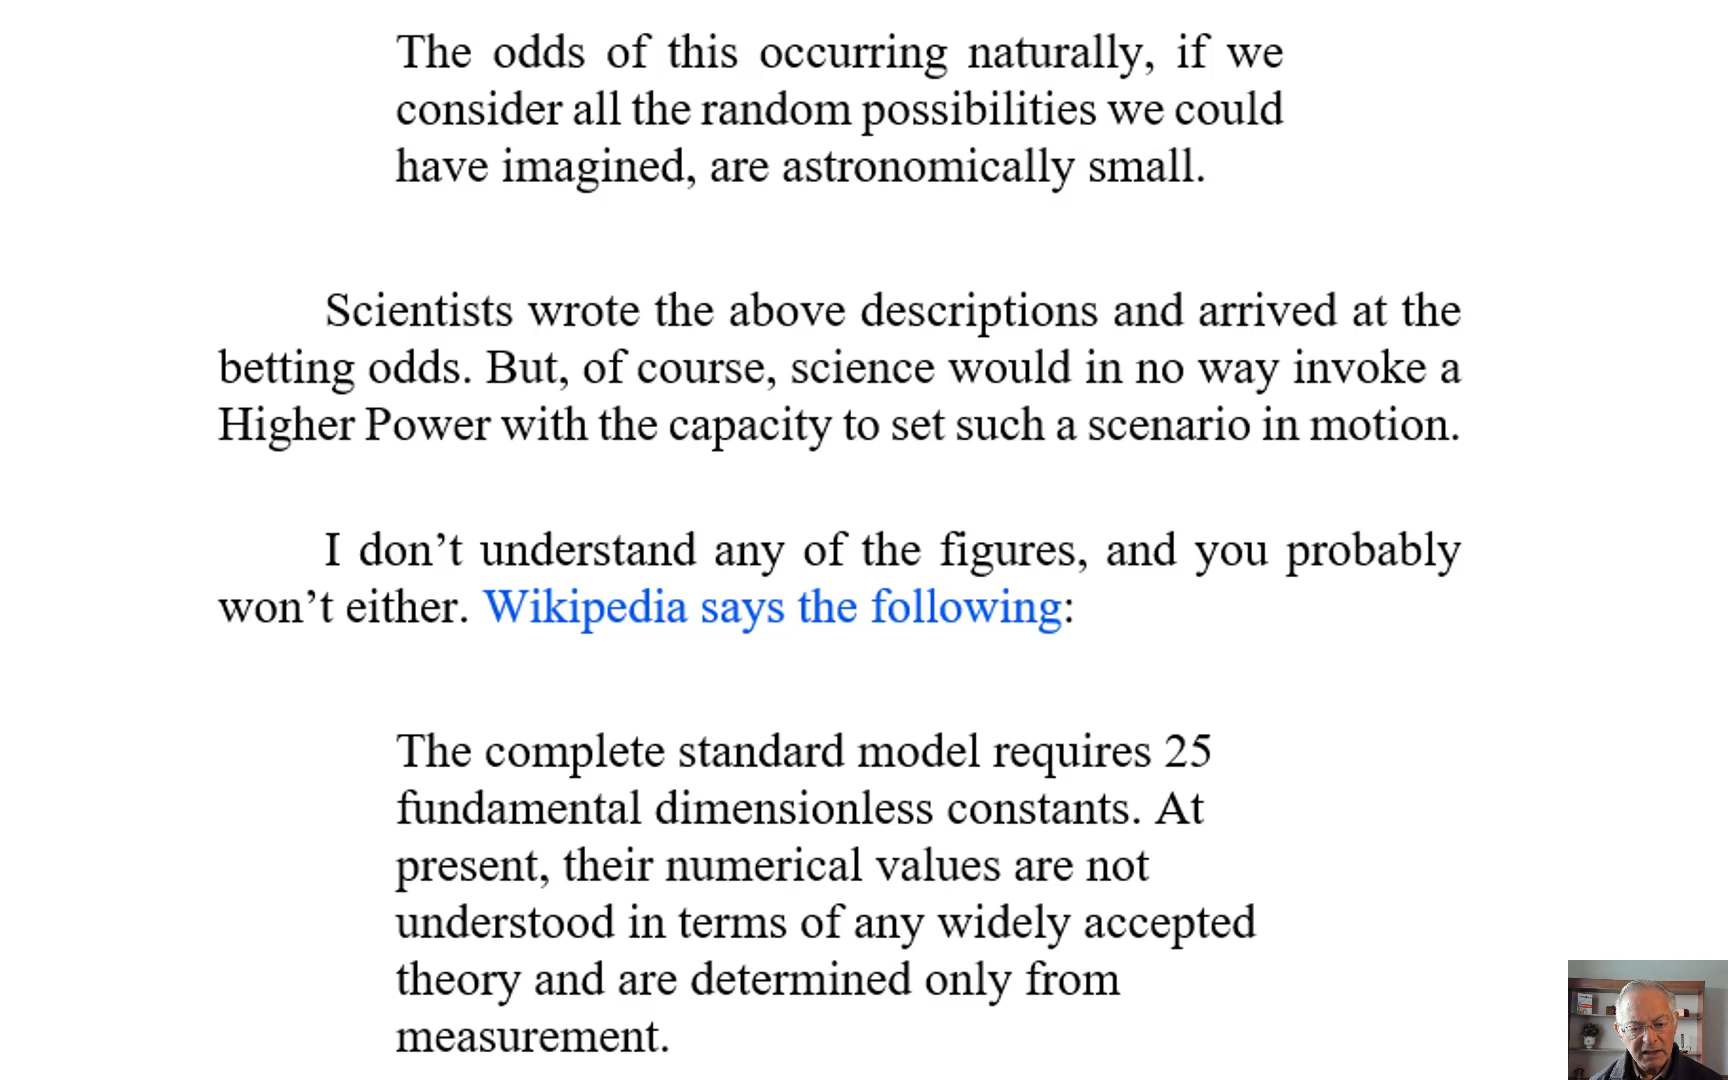 The odds of this occurring naturally, if we
consider all the random possibilities we could
have imagined, are astronomically small.
Scientists wrote the above descriptions and arrived at the
betting odds. But, of course, science would in no way invoke a
Higher Power with the capacity to set such a scenario in motion.
I don’t understand any of the figures, and you probably
won’t either. Wikipedia says the following:
The complete standard model requires 25
fundamental dimensionless constants. At
present, their numerical values are not
understood in terms of any widely accepted
theory and are determined only from
measurement.